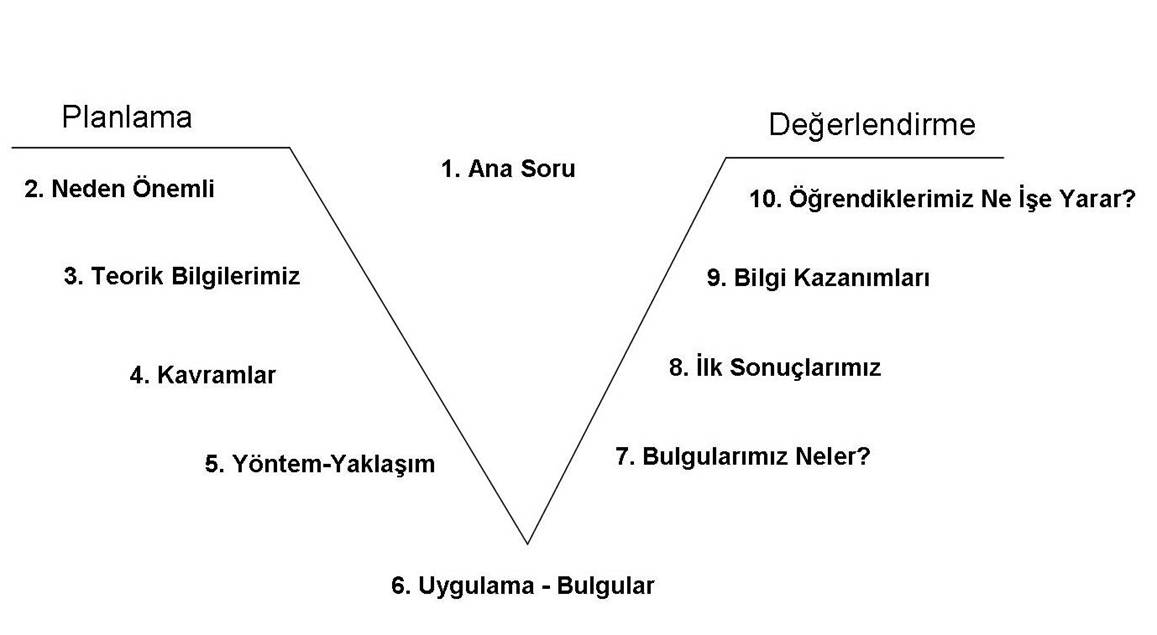 Planlama
Değerlendirme
1. Ana Soru
2. Neden Önemli
3. Teorik Bilgilerimiz
4. Kavramlar
5. Yöntem-Yaklaşım
6. Uygulama - Bulgular
7. Bulgularımız Neler?
8. İlk Sonuçlarımız
9. Bilgi Kazanımları
10. Öğrendiklerimiz Ne İşe Yarar?